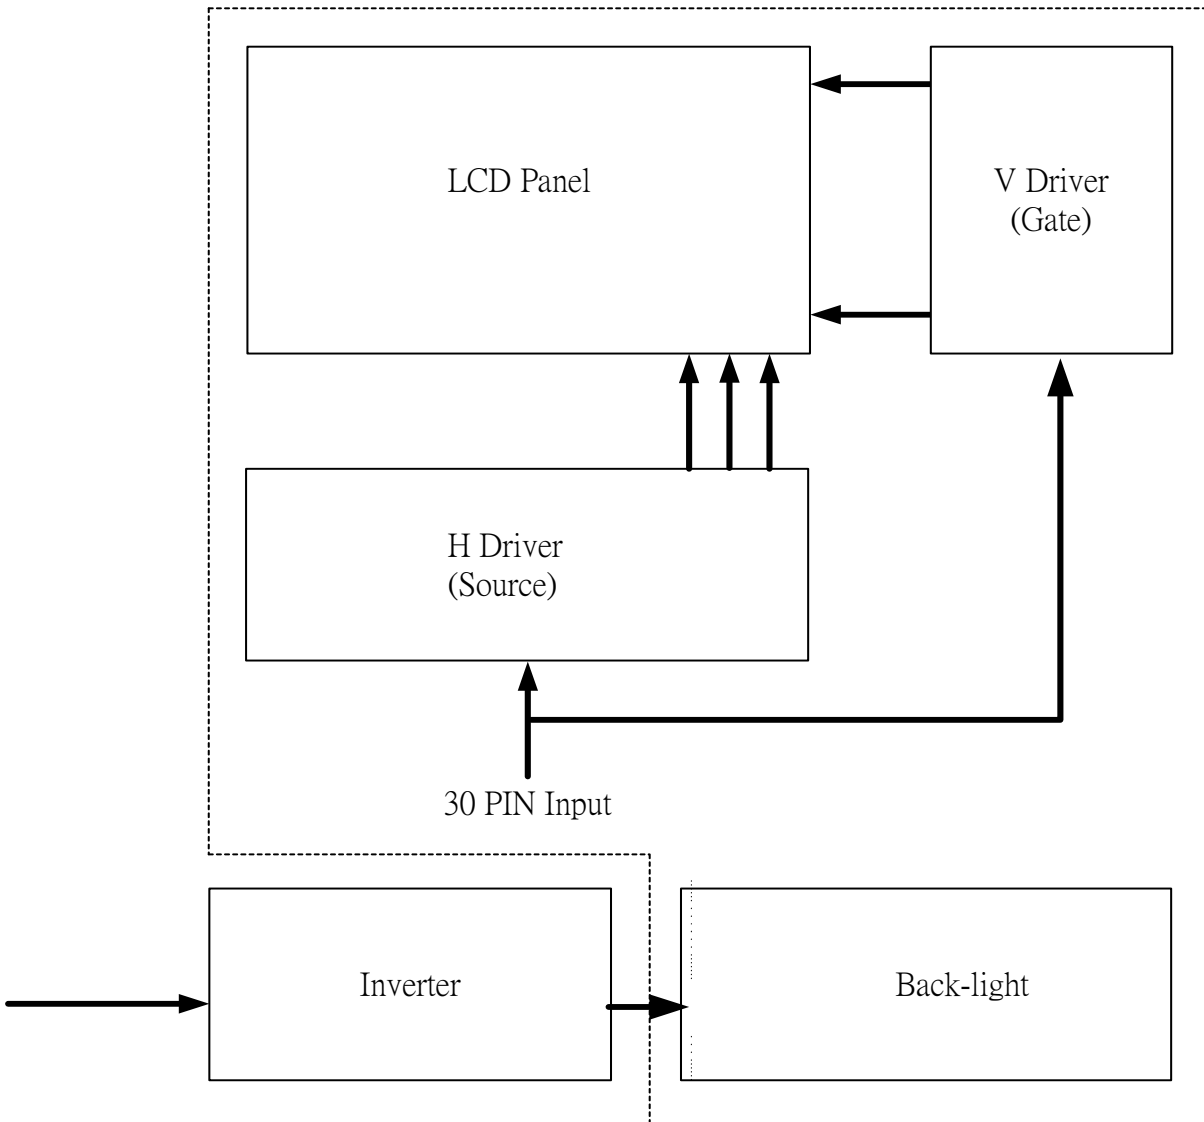 LCD Panel
V Driver
(Gate)
H Driver
(Source)
30 PIN Input
Inverter
Back-light